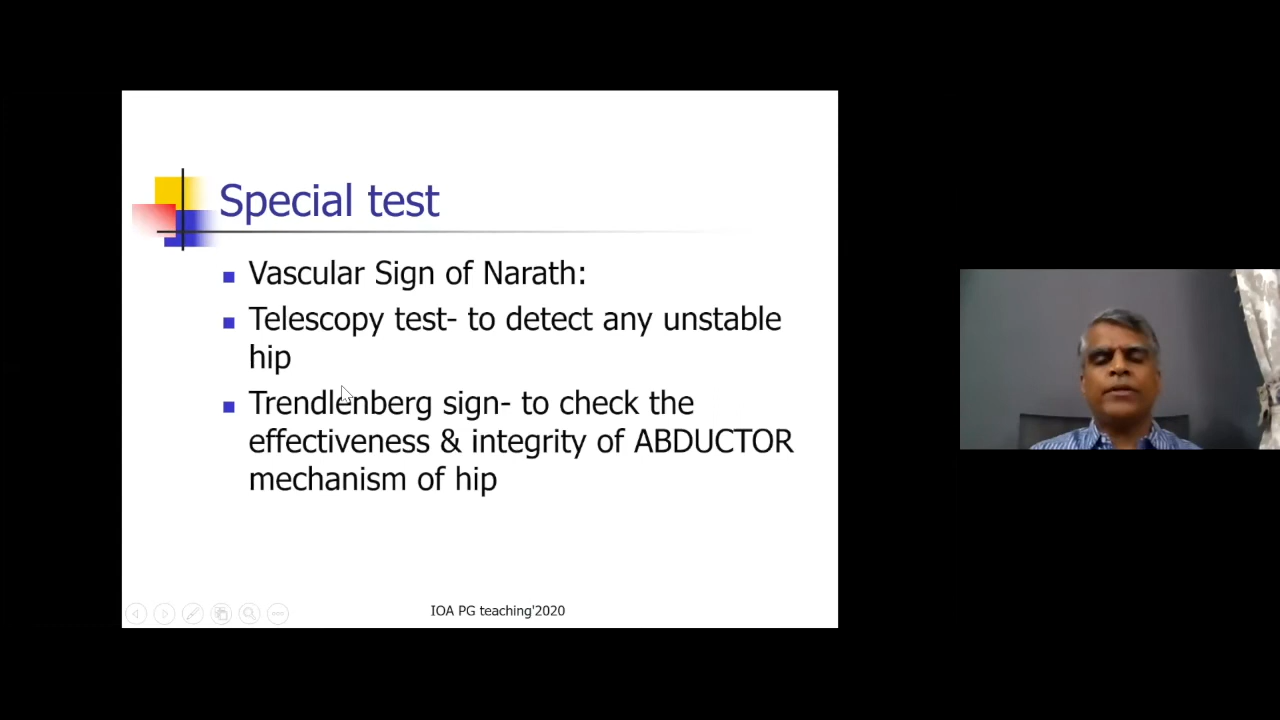 Special test
Vascular Sign of Narath:
Telescopy test- to detect any unstable
hip
Trendlenberg sign- to check the
effectiveness & integrity of ABDUCTOR
mechanism of hip
IOA PG teaching'2020